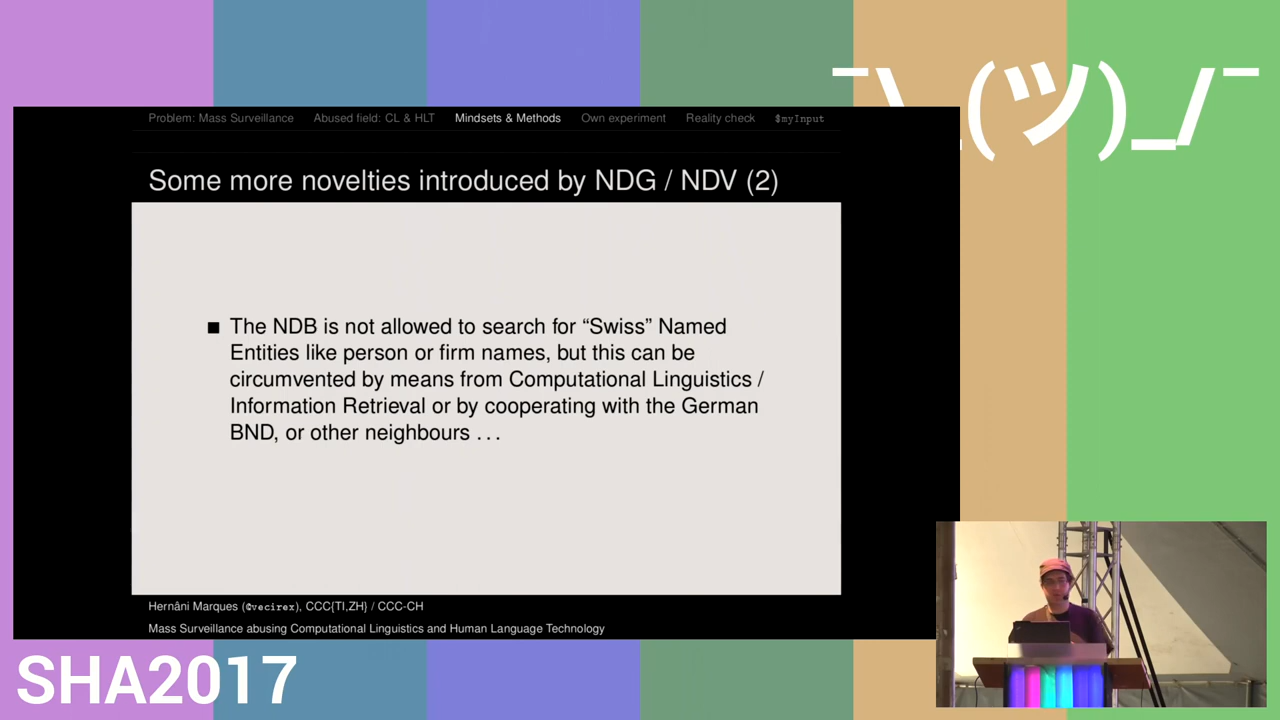 ¯\_(ツ)_/¯
Problem: Mass Surveillance Abused field: CL & HLT Mindsets & Methods Own experiment Reality check $myInput
Some more novelties introduced by NDG / NDV (2)
■ The NDB is not allowed to search for “Swiss” Named
Entities like person or firm names, but this can be
circumvented by means from Computational Linguistics /
Information Retrieval or by cooperating with the German
BND, or other neighbours . . .
Hernâni Marques (@vecirex), CCC{TI,ZH} / CCC-CH
Mass Surveillance abusing Computational Linguistics and Human Language Technology
SHA2017